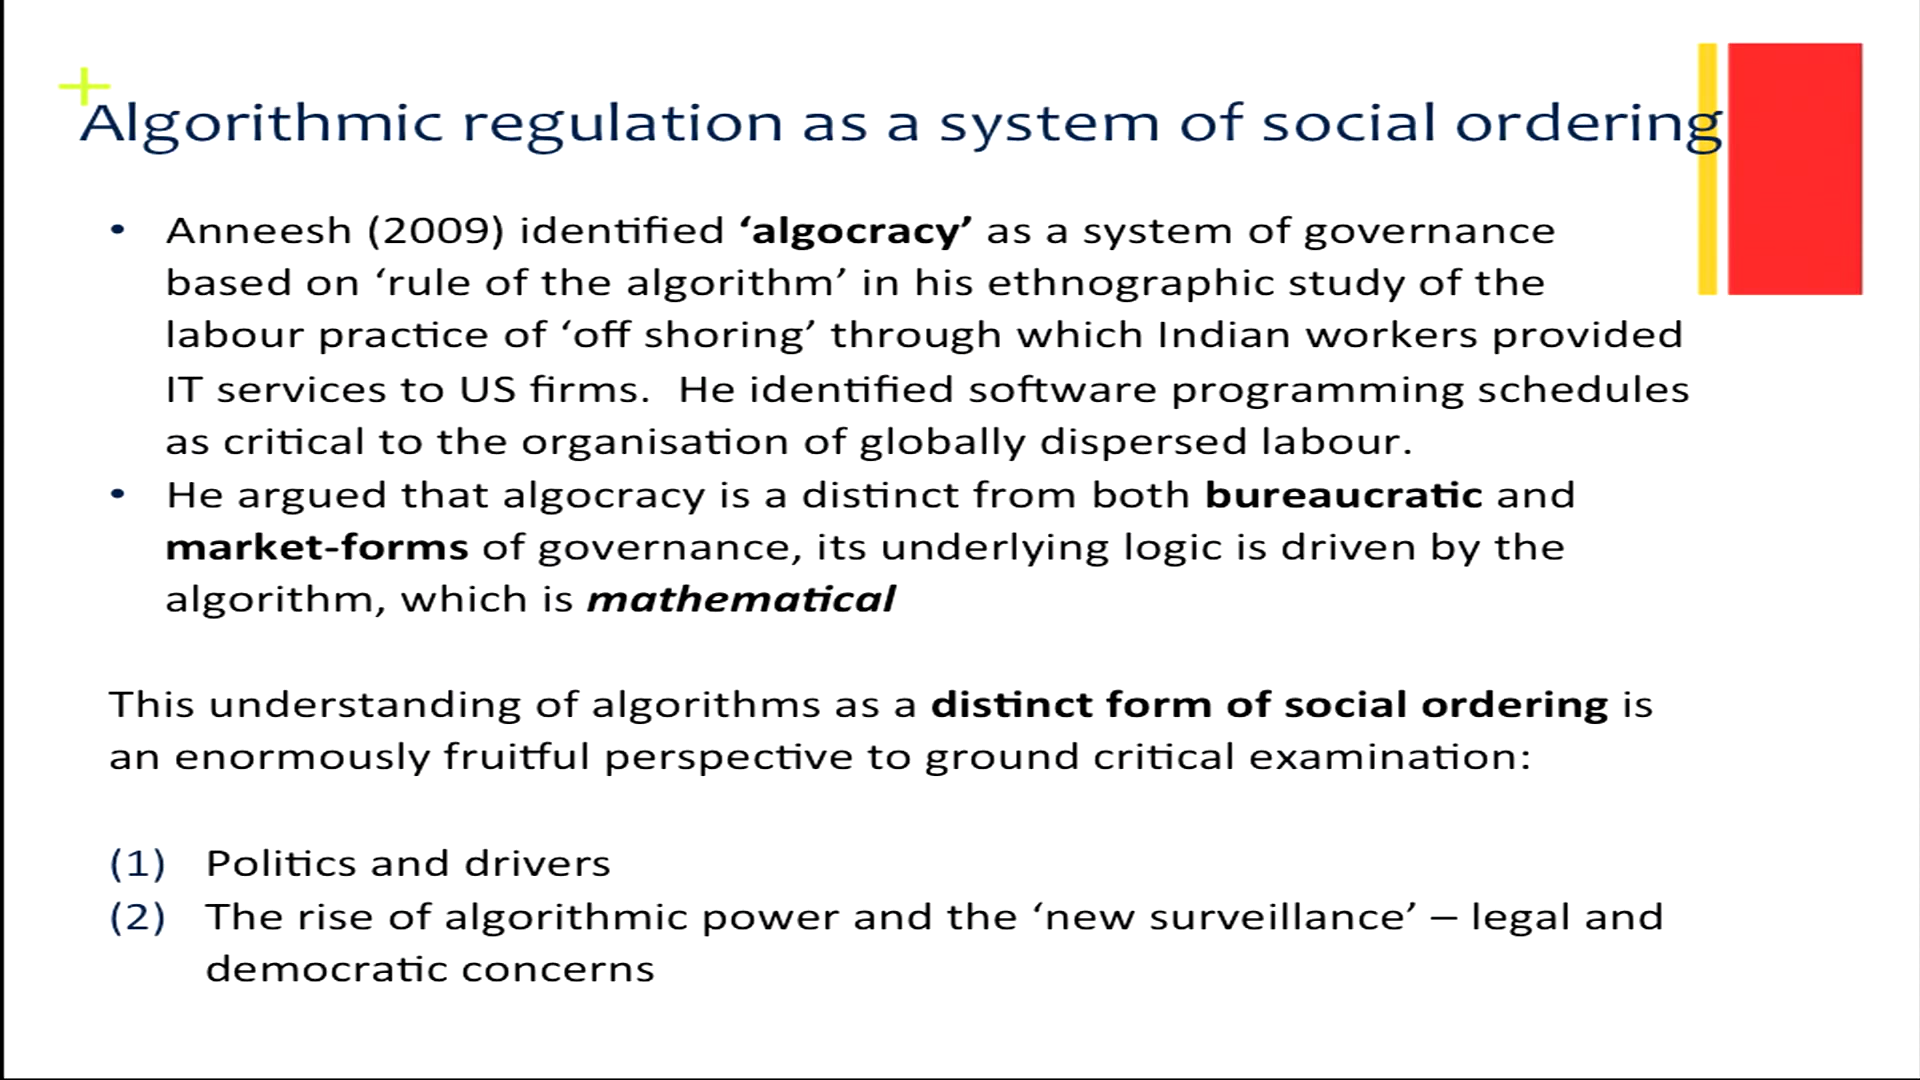 Algorithmic regulation as a system of social ordering
• Anneesh (2009) identified ‘algocracy’ as a system of governance
based on ‘rule of the algorithm’ in his ethnographic study of the
labour practice of ‘off shoring’ through which Indian workers provided
IT services to US firms.  He identified software programming schedules
as critical to the organisation of globally dispersed labour.
• He argued that algocracy is a distinct from both bureaucratic and
market-forms of governance, its underlying logic is driven by the
algorithm, which is mathematical
This understanding of algorithms as a distinct form of social ordering is
an enormously fruitful perspective to ground critical examination:
(1) Politics and drivers
(2) The rise of algorithmic power and the ‘new surveillance’ – legal and
democratic concerns